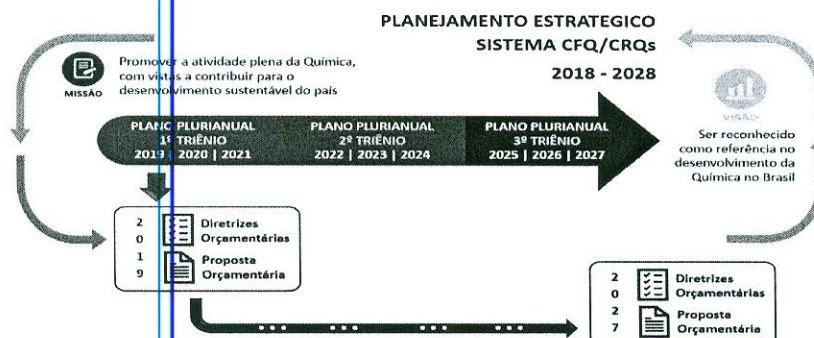 PLANEJAMENTO ESTRATEGICO
SISTEMA CFQ/CRQs
2018 - 2028
MISSÃO
Promover a atividade plena da Química,
com vistas a contribuir para o
desenvolvimento sustentável do país
VISÃO
Ser reconhecido
como referência no
desenvolvimento da
Química no Brasil
PLANO PLURIANUAL
1º TRIÊNIO
2019 | 2020 | 2021
PLANO PLURIANUAL
2º TRIÊNIO
2022 | 2023 | 2024
PLANO PLURIANUAL
3º TRIÊNIO
2025 | 2026 | 2027
2
0
1
9
Diretrizes
Orçamentárias
Proposta
Orçamentária
2
0
2
7
Diretrizes
Orçamentárias
Proposta
Orçamentária